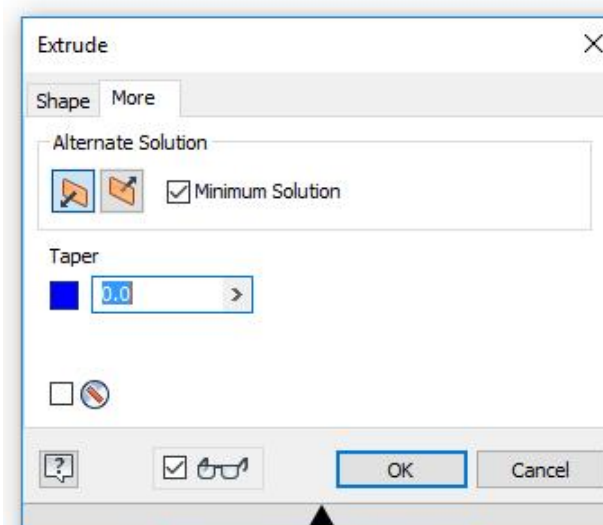 Extrude
Shape More
Alternate Solution
Minimum Solution
Taper
0.0 >
?
OK Cancel